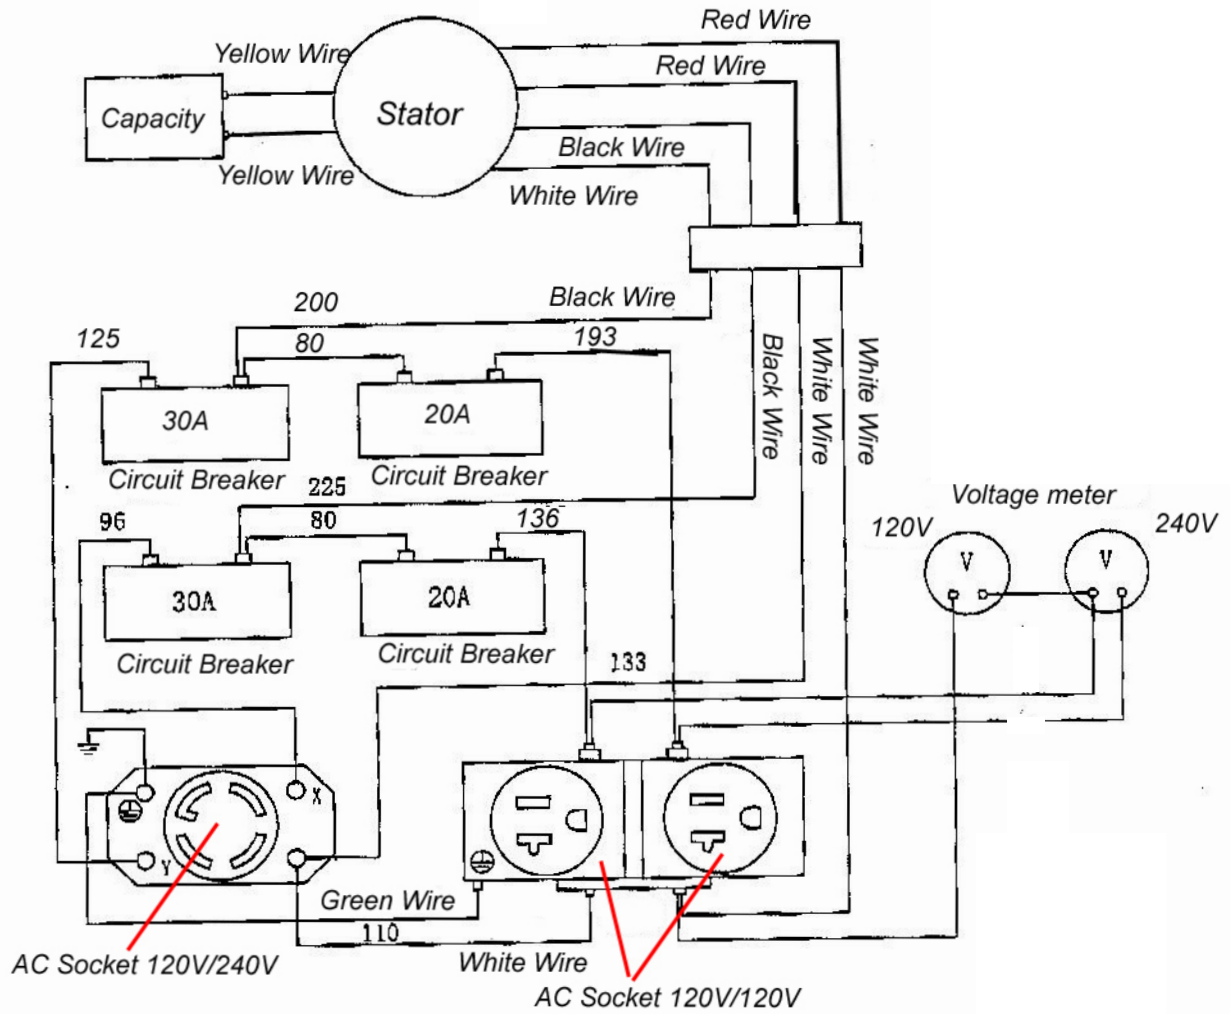 Red Wire
Yellow Wire
Red Wire
Capacity
Stator
Black Wire
Yellow Wire
White Wire
200
Black Wire
125
80
193
Black Wire
White Wire
White Wire
30A
20A
Circuit Breaker
Circuit Breaker
225
Voltage meter
96
80
136
120V
240V
V
V
30A
20A
Circuit Breaker
Circuit Breaker
133
X
Y
Green Wire
110
AC Socket 120V/240V
White Wire
AC Socket 120V/120V